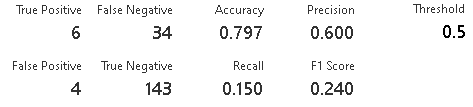 True Positive False Negative Accuracy Precision Threshold
6 34 0.797 0.600 0.5
False Positive True Negative Recall F1 Score
4 143 0.150 0.240